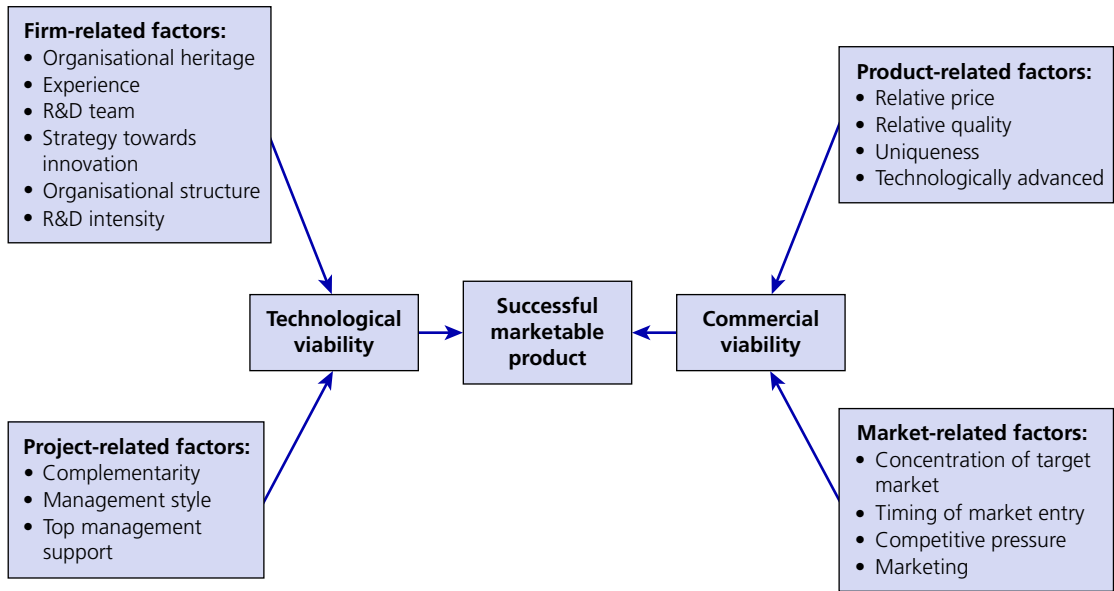 Firm-related factors:
• Organisational heritage
• Experience
• R&D team
• Strategy towards
innovation
• Organisational structure
• R&D intensity
Product-related factors:
• Relative price
• Relative quality
• Uniqueness
• Technologically advanced
Technological
viability
Successful
marketable
product
Commercial
viability
Project-related factors:
• Complementarity
• Management style
• Top management
support
Market-related factors:
• Concentration of target
market
• Timing of market entry
• Competitive pressure
• Marketing